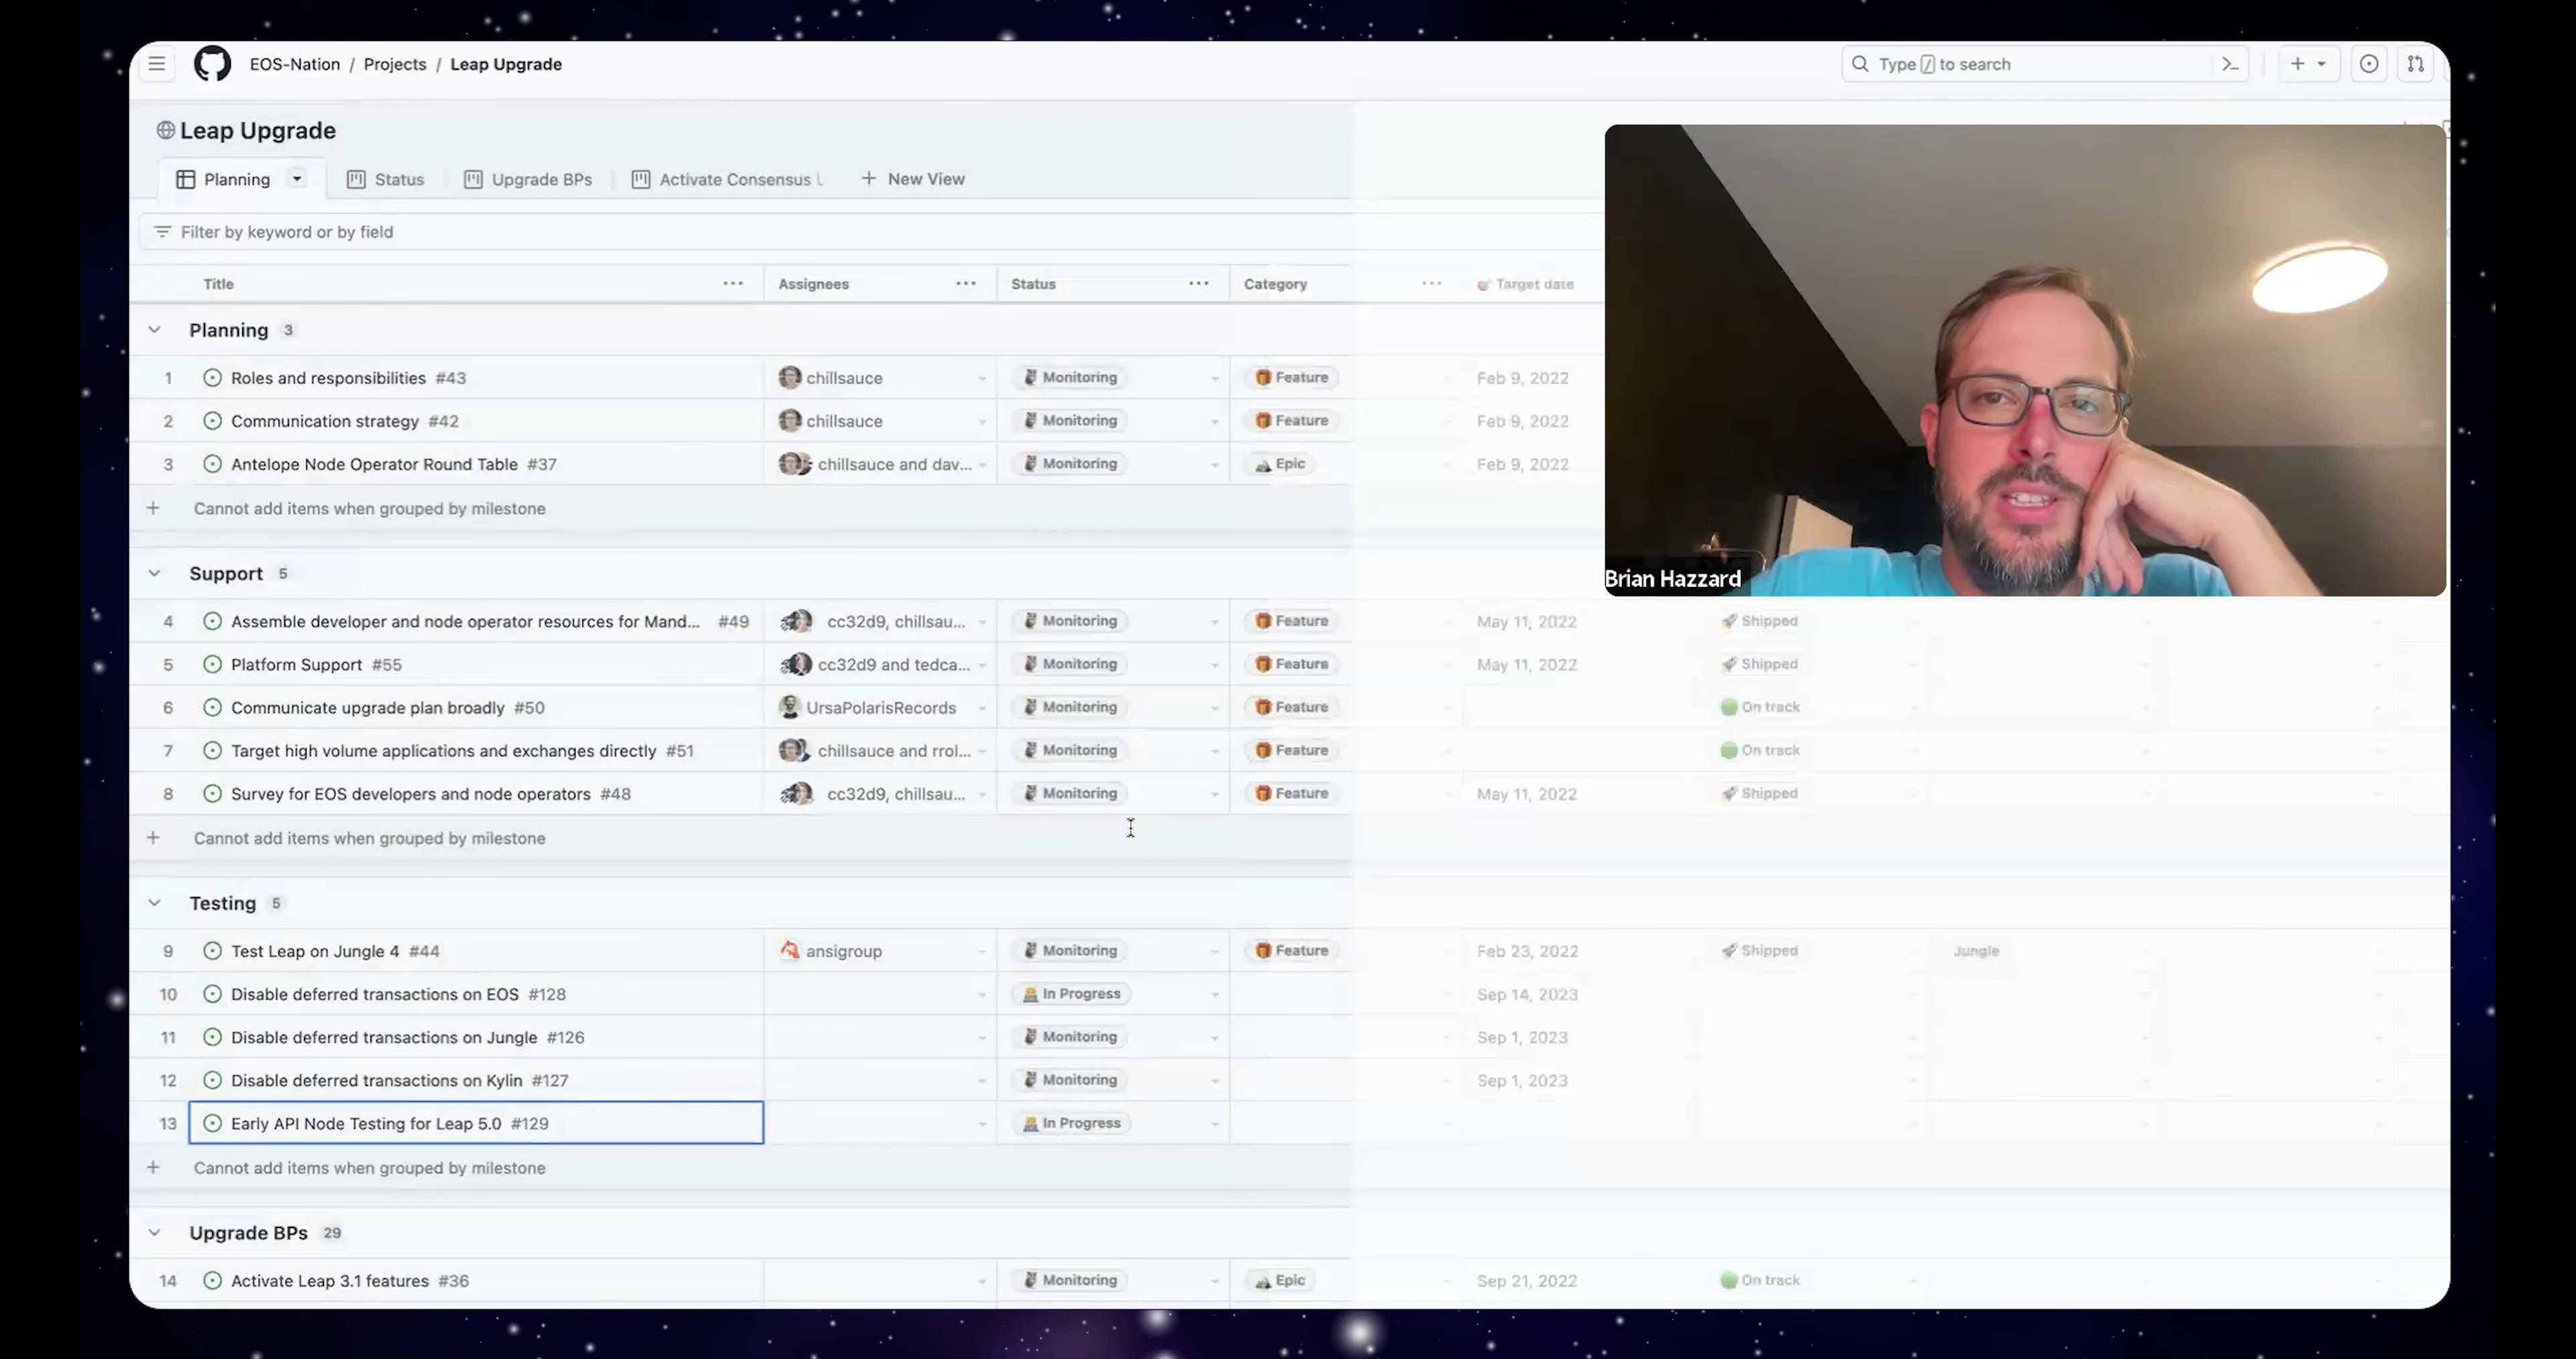 EOS-Nation / Projects / Leap Upgrade
Type / to search
Leap Upgrade
Planning Status Upgrade BPs Activate Consensus New View
Filter by keyword or by field
Title Assignees Status Category Target date
Planning 3
1 Roles and responsibilities #43 chillsauce Monitoring Feature Feb 9, 2022
2 Communication strategy #42 chillsauce Monitoring Feature Feb 9, 2022
3 Antelope Node Operator Round Table #37 chillsauce and dav... Monitoring Epic Feb 9, 2022
Cannot add items when grouped by milestone
Brian Hazzard
Support 5
4 Assemble developer and node operator resources for Mand... #49 cc32d9, chillsau... Monitoring Feature May 11, 2022 Shipped
5 Platform Support #55 cc32d9 and tedca... Monitoring Feature May 11, 2022 Shipped
6 Communicate upgrade plan broadly #50 UrsaPolarisRecords Monitoring Feature On track
7 Target high volume applications and exchanges directly #51 chillsauce and rrol... Monitoring Feature On track
8 Survey for EOS developers and node operators #48 cc32d9, chillsau... Monitoring Feature May 11, 2022 Shipped
Cannot add items when grouped by milestone
Testing 5
9 Test Leap on Jungle 4 #44 ansigroup Monitoring Feature Feb 23, 2022 Shipped Jungle
10 Disable deferred transactions on EOS #128 In Progress Sep 14, 2023
11 Disable deferred transactions on Jungle #126 Monitoring Sep 1, 2023
12 Disable deferred transactions on Kylin #127 Monitoring Sep 1, 2023
13 Early API Node Testing for Leap 5.0 #129 In Progress
Cannot add items when grouped by milestone
Upgrade BPs 29
14 Activate Leap 3.1 features #36 Monitoring Epic Sep 21, 2022 On track